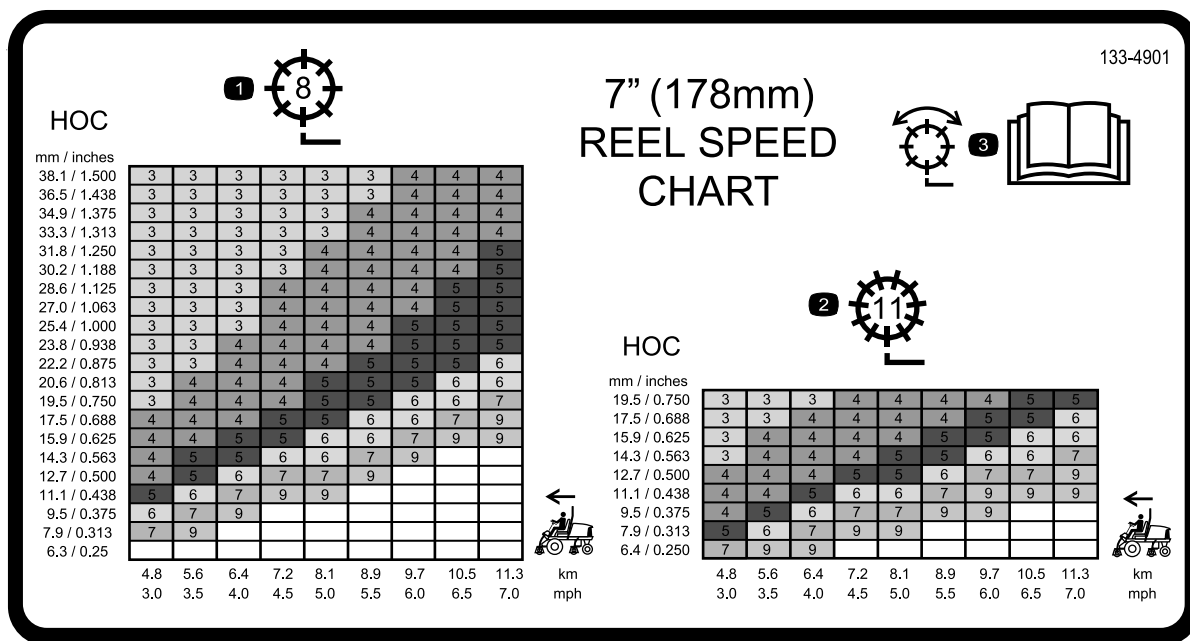 133-4901
7” (178mm)
REEL SPEED
CHART
3
1
8
HOC
mm / inches
38.1 / 1.500 3 3 3 3 3 3 4 4 4
36.5 / 1.438 3 3 3 3 3 3 4 4 4
34.9 / 1.375 3 3 3 3 3 4 4 4 4
33.3 / 1.313 3 3 3 3 3 4 4 4 4
31.8 / 1.250 3 3 3 3 4 4 4 4 5
30.2 / 1.188 3 3 3 3 4 4 4 4 5
28.6 / 1.125 3 3 3 4 4 4 4 5 5
27.0 / 1.063 3 3 3 4 4 4 4 5 5
25.4 / 1.000 3 3 3 4 4 4 5 5 5
23.8 / 0.938 3 3 4 4 4 4 5 5 5
22.2 / 0.875 3 3 4 4 4 5 5 5 6
20.6 / 0.813 3 4 4 4 5 5 5 6 6
19.5 / 0.750 3 4 4 4 5 5 6 6 7
17.5 / 0.688 4 4 4 5 5 6 6 7 9
15.9 / 0.625 4 4 5 5 6 6 7 9 9
14.3 / 0.563 4 5 5 6 6 7 9
12.7 / 0.500 4 5 6 7 7 9
11.1 / 0.438 5 6 7 9 9
9.5 / 0.375 6 7 9
7.9 / 0.313 7 9
6.3 / 0.25
4.8 5.6 6.4 7.2 8.1 8.9 9.7 10.5 11.3 km
3.0 3.5 4.0 4.5 5.0 5.5 6.0 6.5 7.0 mph
2
11
HOC
mm / inches
19.5 / 0.750 3 3 3 4 4 4 4 5 5
17.5 / 0.688 3 3 4 4 4 4 5 5 6
15.9 / 0.625 3 4 4 4 4 5 5 6 6
14.3 / 0.563 3 4 4 4 5 5 6 6 7
12.7 / 0.500 4 4 4 5 5 6 7 7 9
11.1 / 0.438 4 4 5 6 6 7 9 9 9
9.5 / 0.375 4 5 6 7 7 9 9
7.9 / 0.313 5 6 7 9 9
6.4 / 0.250 7 9 9
4.8 5.6 6.4 7.2 8.1 8.9 9.7 10.5 11.3 km
3.0 3.5 4.0 4.5 5.0 5.5 6.0 6.5 7.0 mph